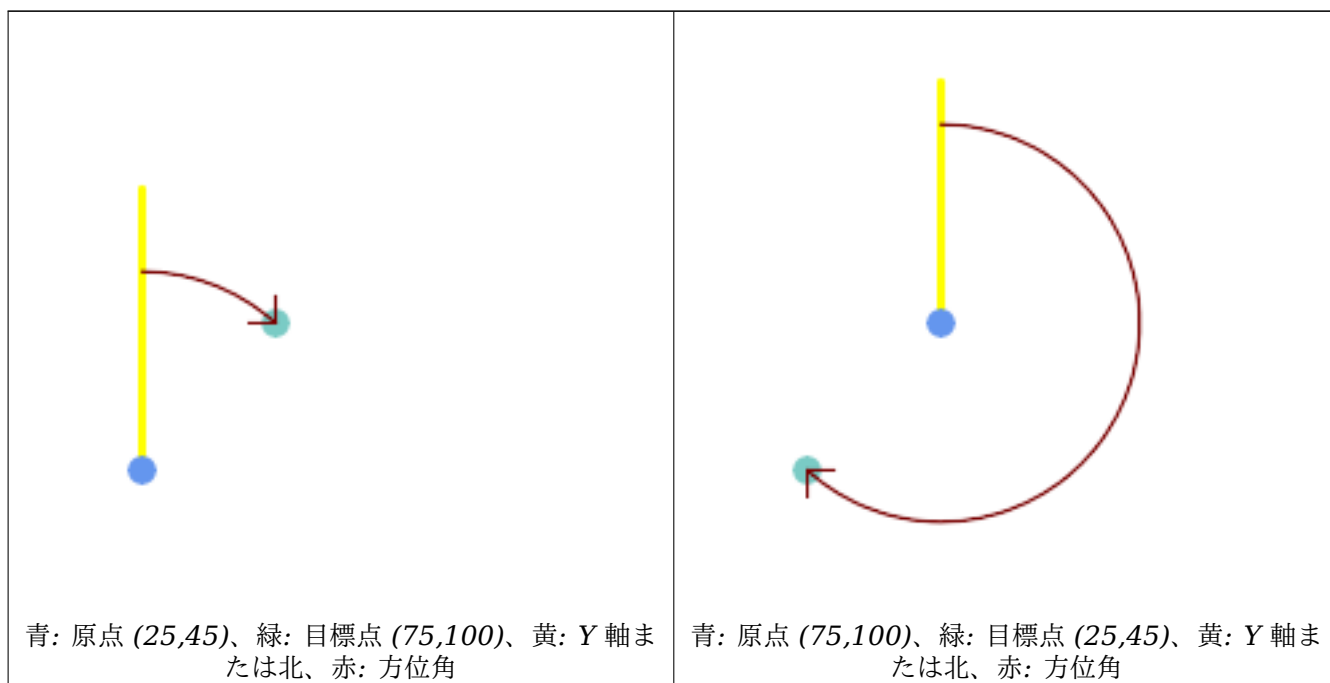 青: 原点 (25,45)、緑: 目標点 (75,100)、黄: Y 軸ま
たは北、赤: 方位角
青: 原点 (75,100)、緑: 目標点 (25,45)、黄: Y 軸ま
たは北、赤: 方位角